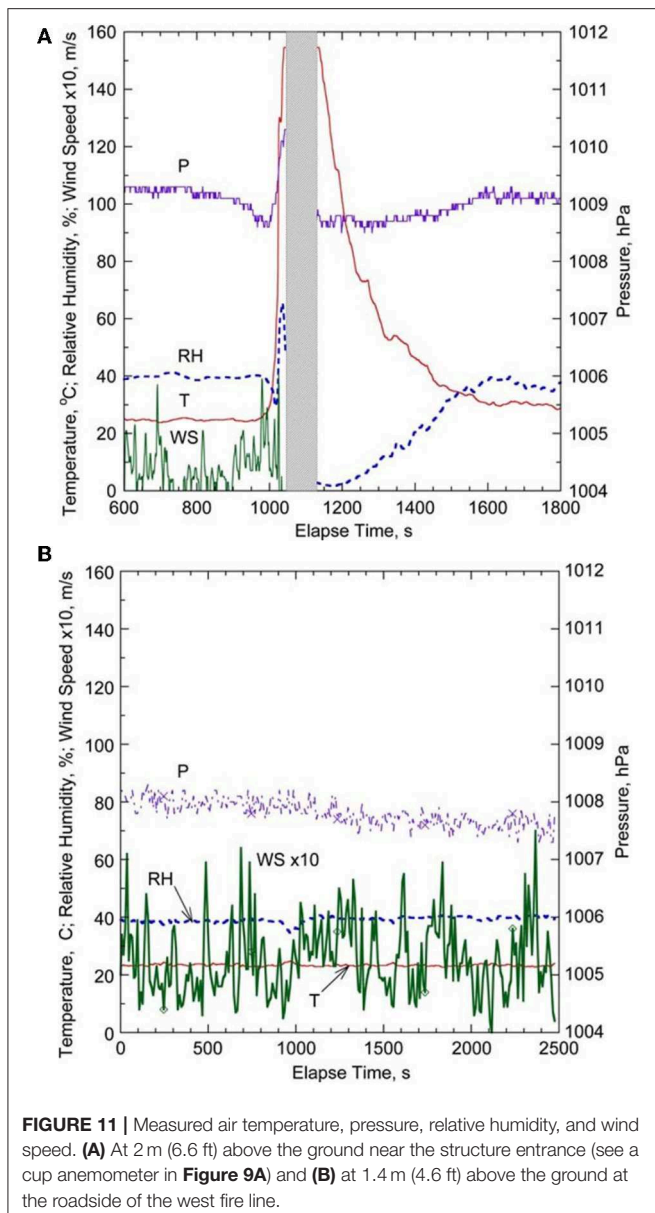 A
160
140
120
100
80
60
40
20
0
Temperature, °C; Relative Humidity, %; Wind Speed x10, m/s
P
RH
T
WS
1012
1011
1010
1009
1008
1007
1006
1005
1004
Pressure, hPa
600 800 1000 1200 1400 1600 1800
Elapse Time, s
B
160
140
120
100
80
60
40
20
0
Temperature, C; Relative Humidity, %; Wind Speed x10, m/s
P
WS x10
RH
T
1012
1011
1010
1009
1008
1007
1006
1005
1004
Pressure, hPa
0 500 1000 1500 2000 2500
Elapse Time, s
FIGURE 11 | Measured air temperature, pressure, relative humidity, and wind
speed. (A) At 2 m (6.6 ft) above the ground near the structure entrance (see a
cup anemometer in Figure 9A) and (B) at 1.4 m (4.6 ft) above the ground at
the roadside of the west fire line.